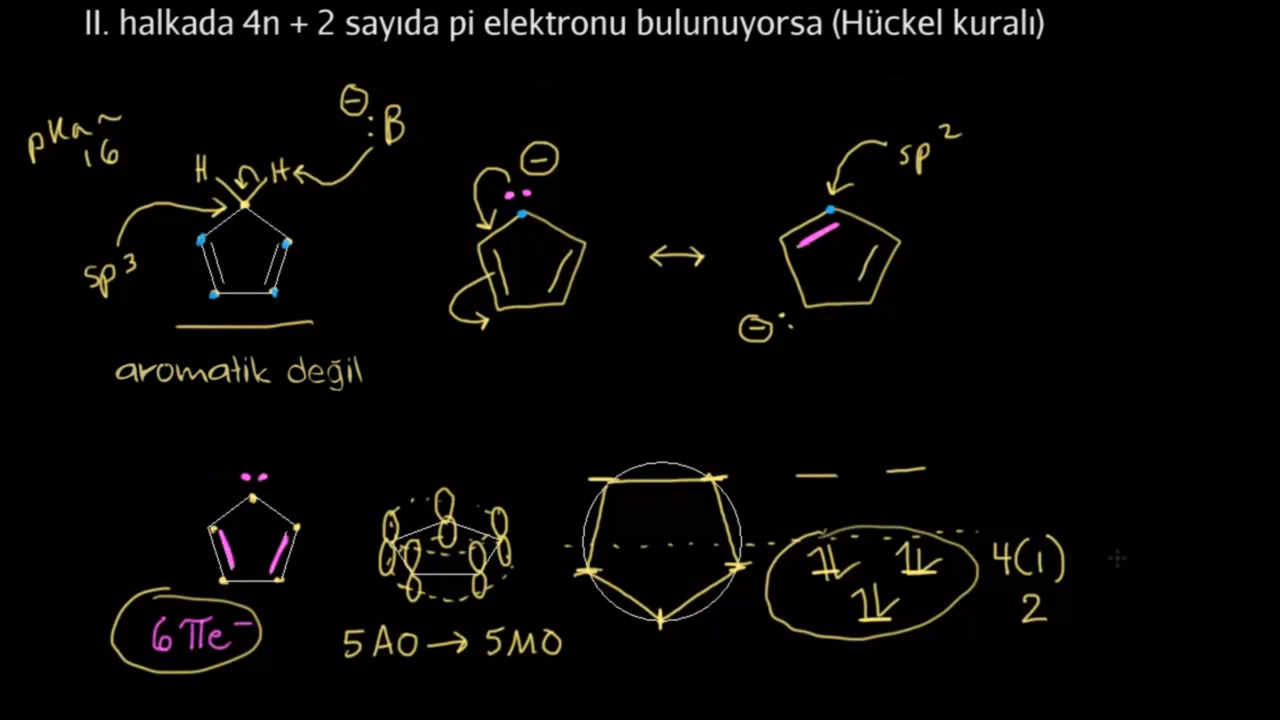 II. halkada 4n + 2 sayıda pi elektronu bulunuyorsa (Hückel kuralı)
pKa ~
16
⊖
:B
H H
sp³
aromatik değil
⊖
sp²
⊖:
6πe⁻
5AO → 5MO
4(1)
2